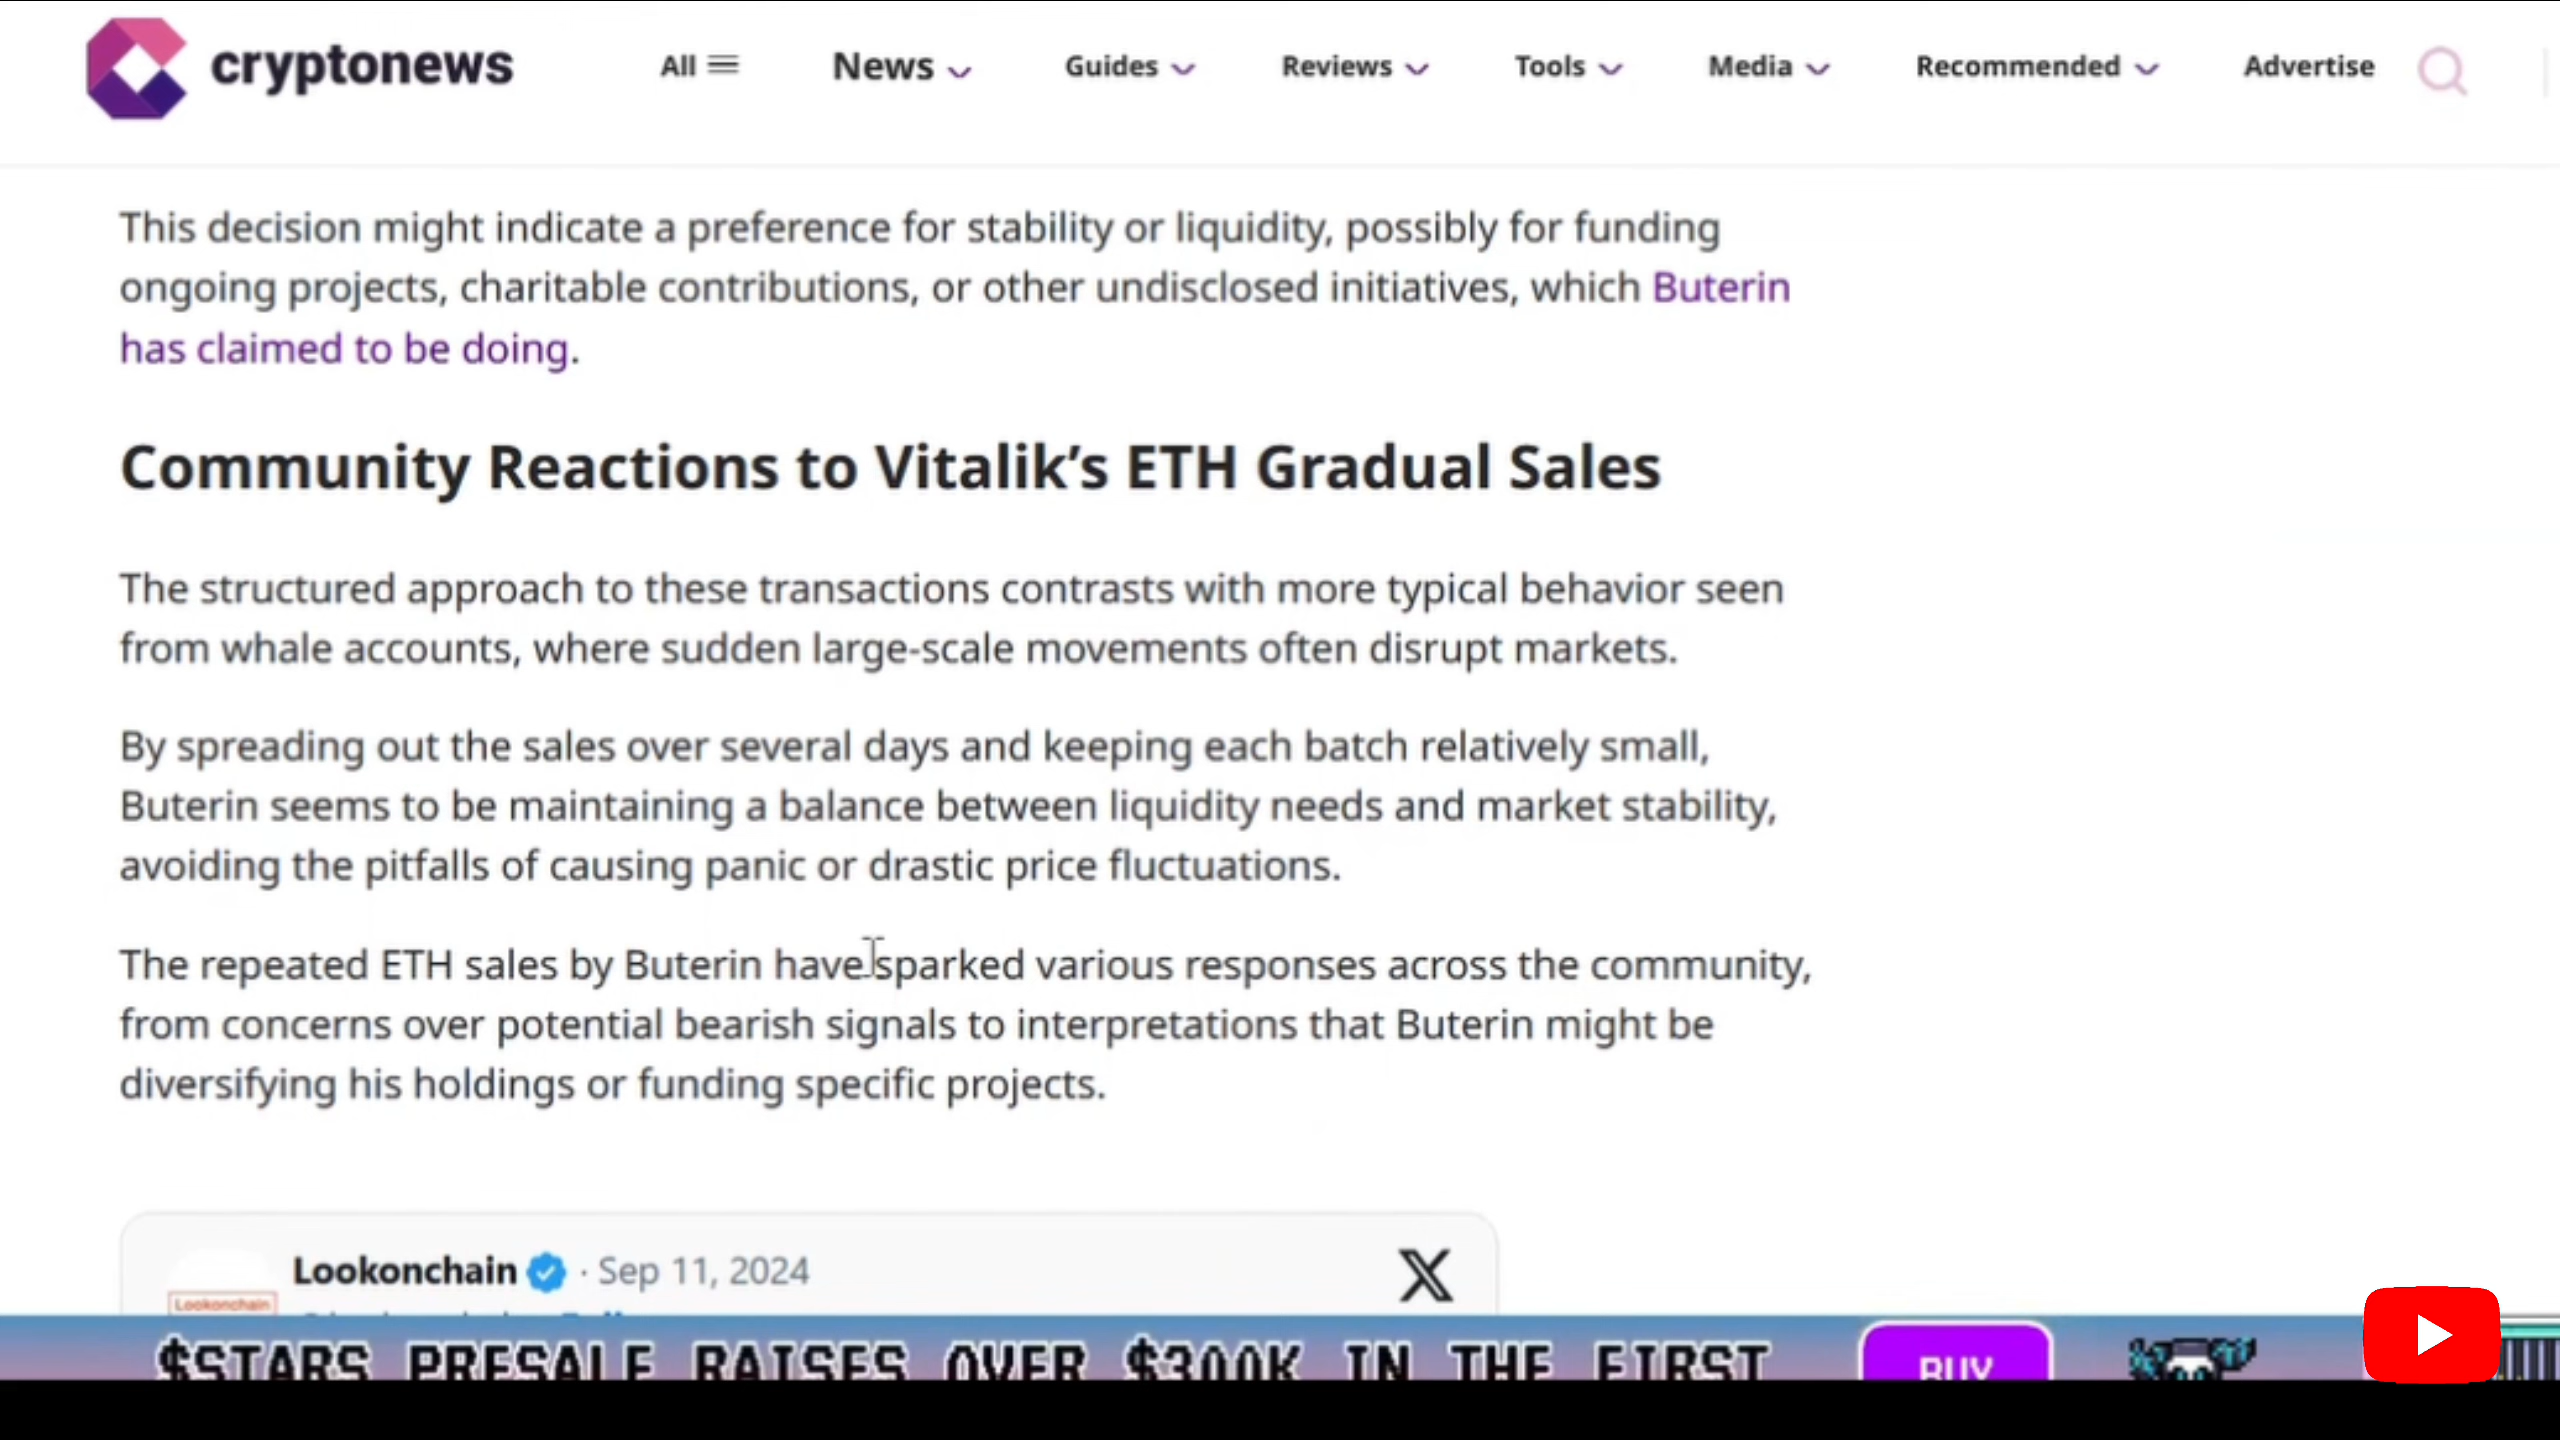 cryptonews
All News Guides Reviews Tools Media Recommended Advertise
This decision might indicate a preference for stability or liquidity, possibly for funding
ongoing projects, charitable contributions, or other undisclosed initiatives, which Buterin
has claimed to be doing.
Community Reactions to Vitalik’s ETH Gradual Sales
The structured approach to these transactions contrasts with more typical behavior seen
from whale accounts, where sudden large-scale movements often disrupt markets.
By spreading out the sales over several days and keeping each batch relatively small,
Buterin seems to be maintaining a balance between liquidity needs and market stability,
avoiding the pitfalls of causing panic or drastic price fluctuations.
The repeated ETH sales by Buterin have sparked various responses across the community,
from concerns over potential bearish signals to interpretations that Buterin might be
diversifying his holdings or funding specific projects.
Lookonchain · Sep 11, 2024
Lookonchain
$STARS PRESALE RAISES OVER $300K IN THE FIRST
BUY